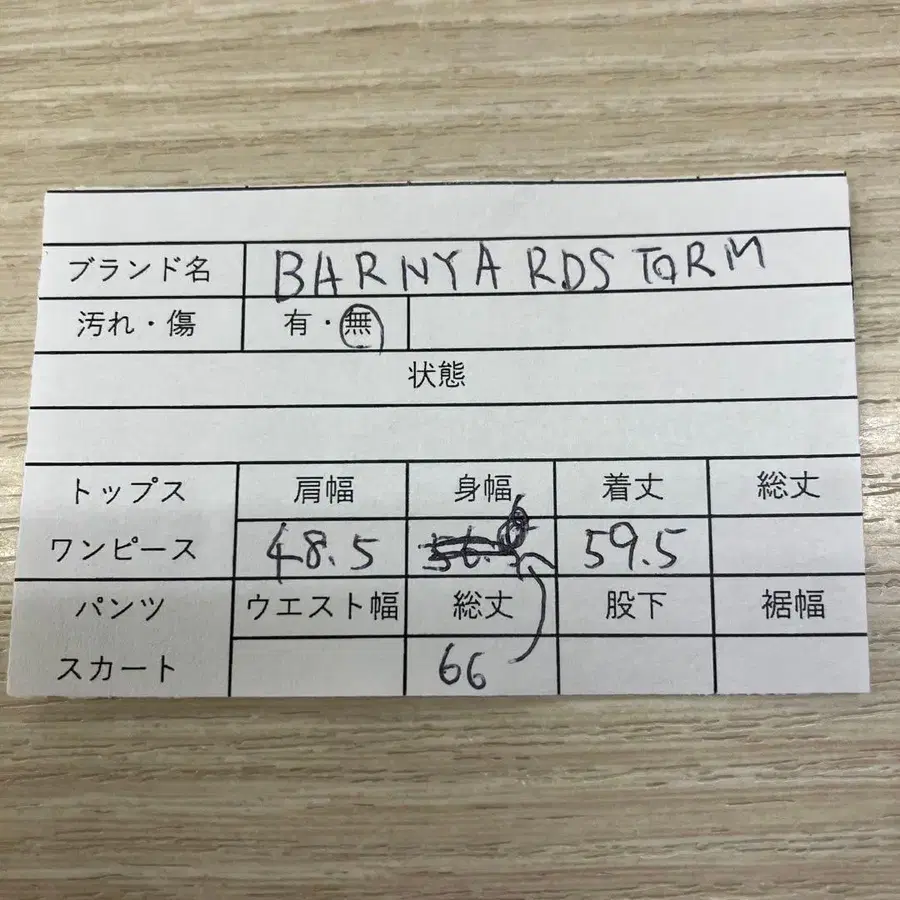 ブランド名 BARNYARDSTORM
汚れ・傷 有・無
状態
トップス 肩幅 身幅 着丈 総丈
ワンピース 48.5 59.5
パンツ ウエスト幅 総丈 股下 裾幅
スカート 66